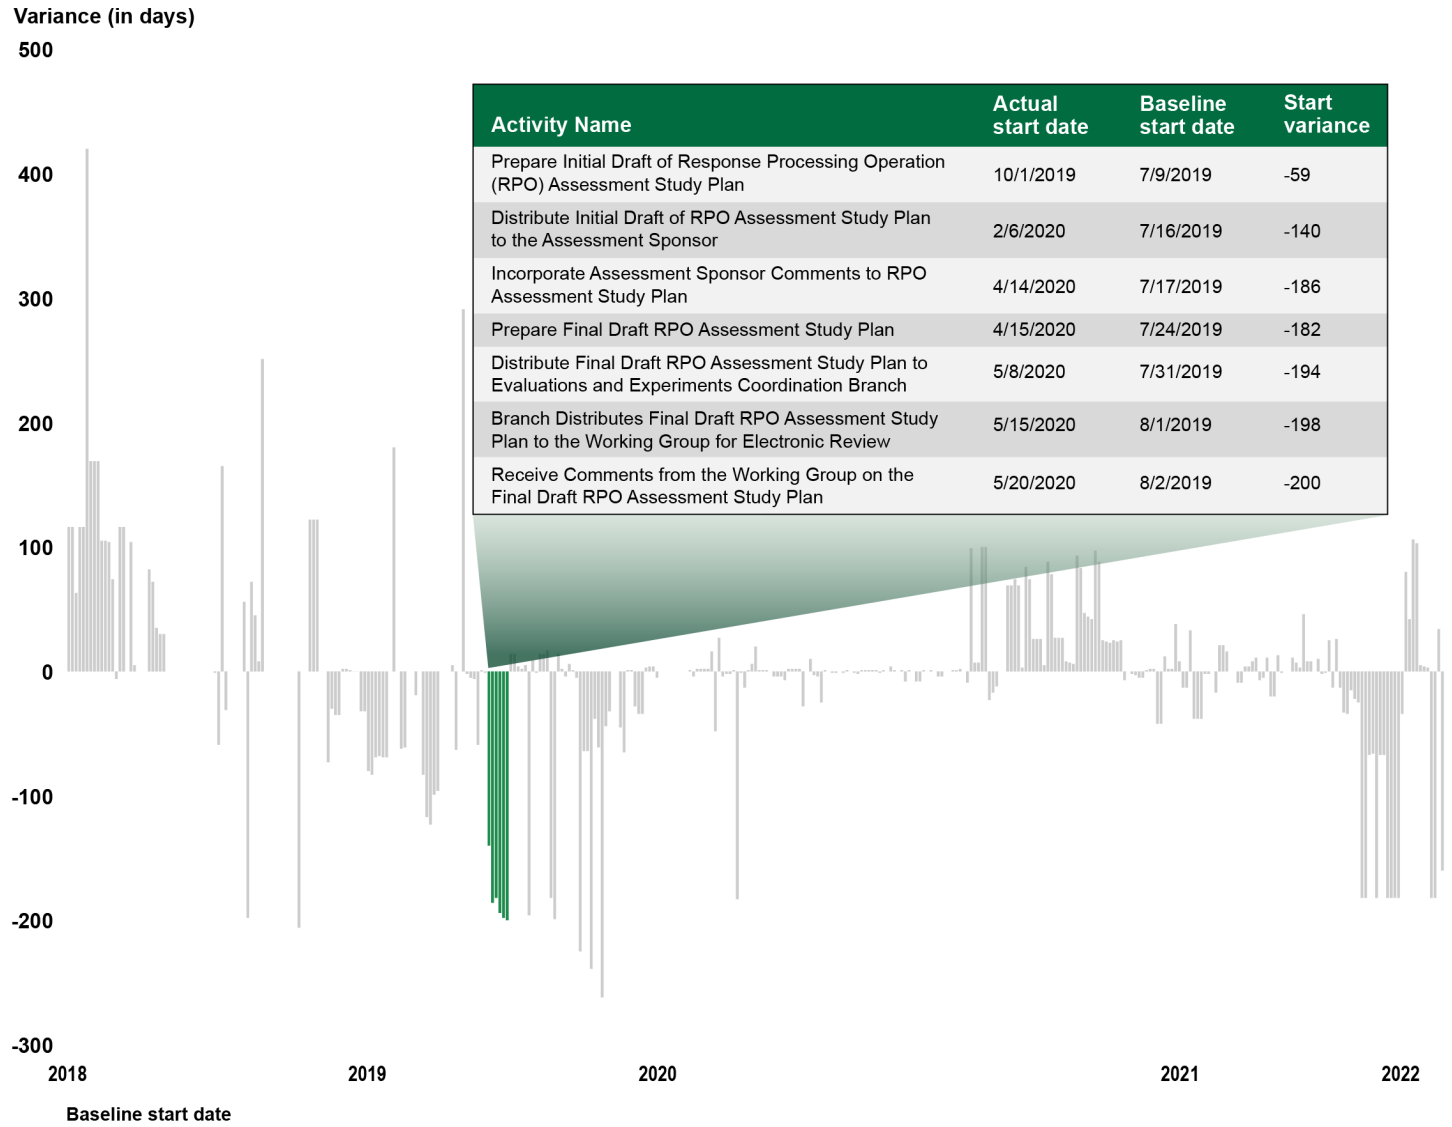 Variance (in days)
500
400
300
200
100
0
-100
-200
-300
Activity Name
Actual
start date
Baseline
start date
Start
variance
Prepare Initial Draft of Response Processing Operation
(RPO) Assessment Study Plan
10/1/2019
7/9/2019
-59
Distribute Initial Draft of RPO Assessment Study Plan
to the Assessment Sponsor
2/6/2020
7/16/2019
-140
Incorporate Assessment Sponsor Comments to RPO
Assessment Study Plan
4/14/2020
7/17/2019
-186
Prepare Final Draft RPO Assessment Study Plan
4/15/2020
7/24/2019
-182
Distribute Final Draft RPO Assessment Study Plan to
Evaluations and Experiments Coordination Branch
5/8/2020
7/31/2019
-194
Branch Distributes Final Draft RPO Assessment Study
Plan to the Working Group for Electronic Review
5/15/2020
8/1/2019
-198
Receive Comments from the Working Group on the
Final Draft RPO Assessment Study Plan
5/20/2020
8/2/2019
-200
2018
2019
2020
2021
2022
Baseline start date